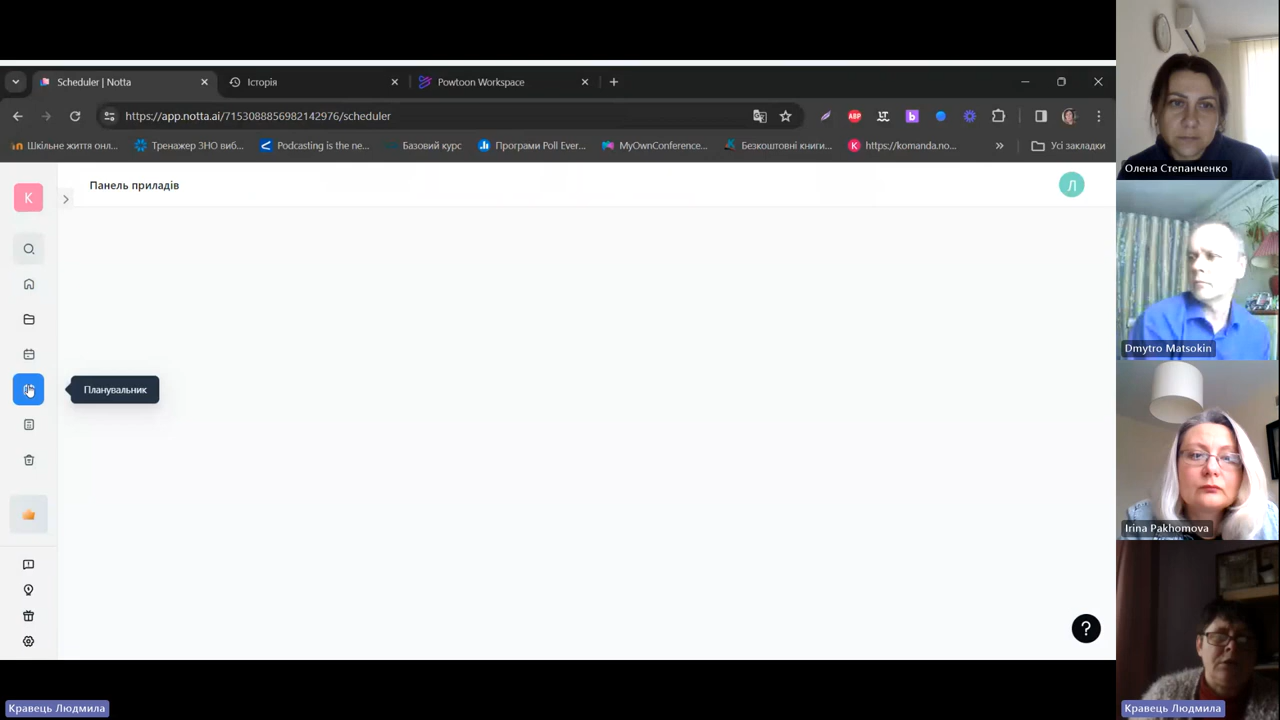 Scheduler | Notta
Історія
Powtoon Workspace
https://app.notta.ai/7153088856982142976/scheduler
Шкільне життя онл...
Тренажер ЗНО виб...
Podcasting is the ne...
Базовий курс
Програми Poll Ever...
MyOwnConference...
Безкоштовні книги...
https://komanda.no...
Усі закладки
K
Панель приладів
Л
Планувальник
?
Олена Степанченко
Dmytro Matsokin
Irina Pakhomova
Кравець Людмила
Кравець Людмила